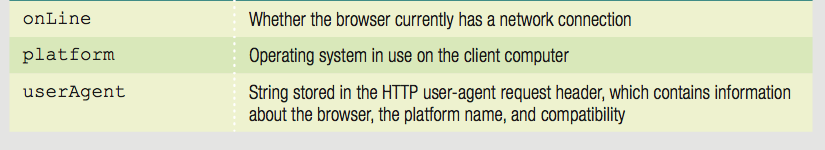 onLine Whether the browser currently has a network connection
platform Operating system in use on the client computer
userAgent String stored in the HTTP user-agent request header, which contains information
about the browser, the platform name, and compatibility